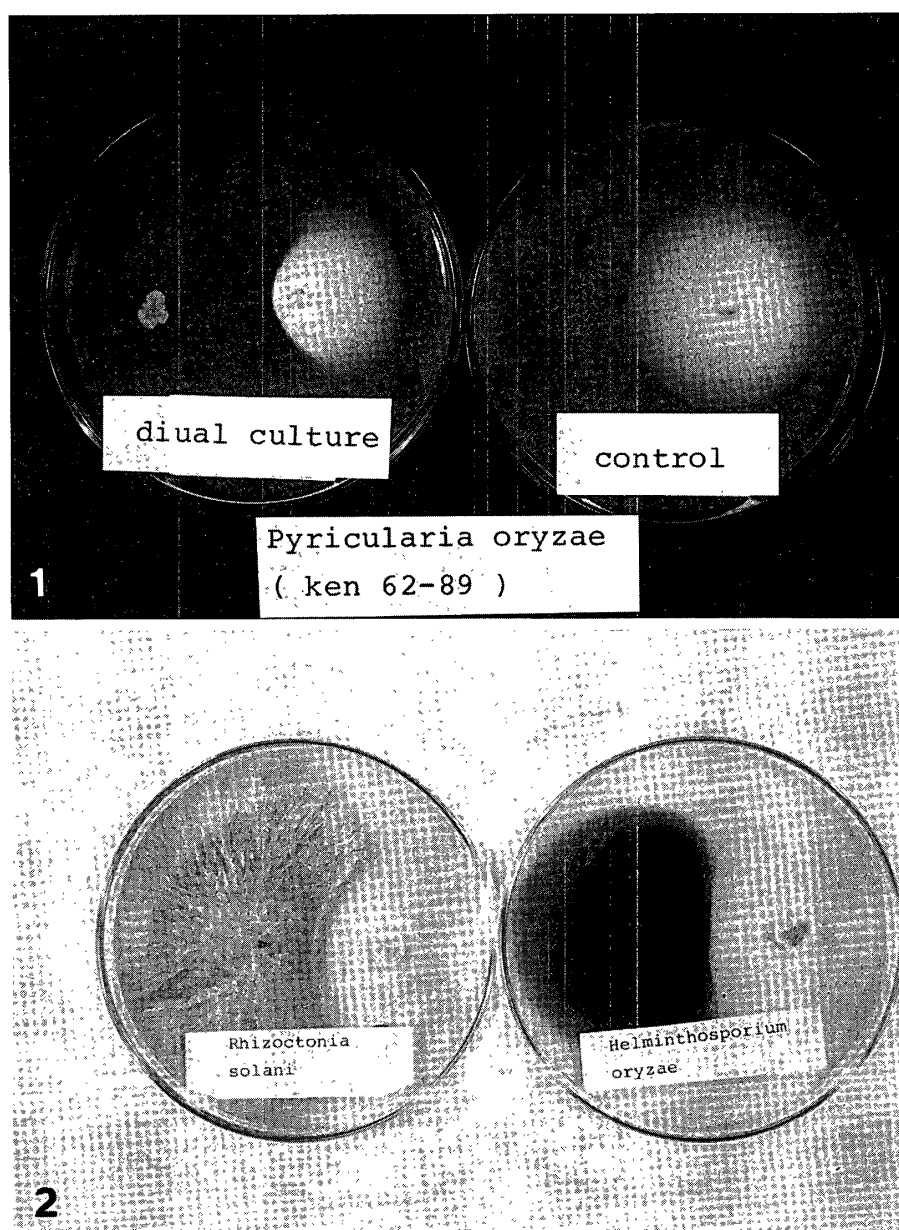 diual culture
control
Pyricularia oryzae
( ken 62-89 )
1
Rhizoctonia
solani
Helminthosporium
oryzae
2